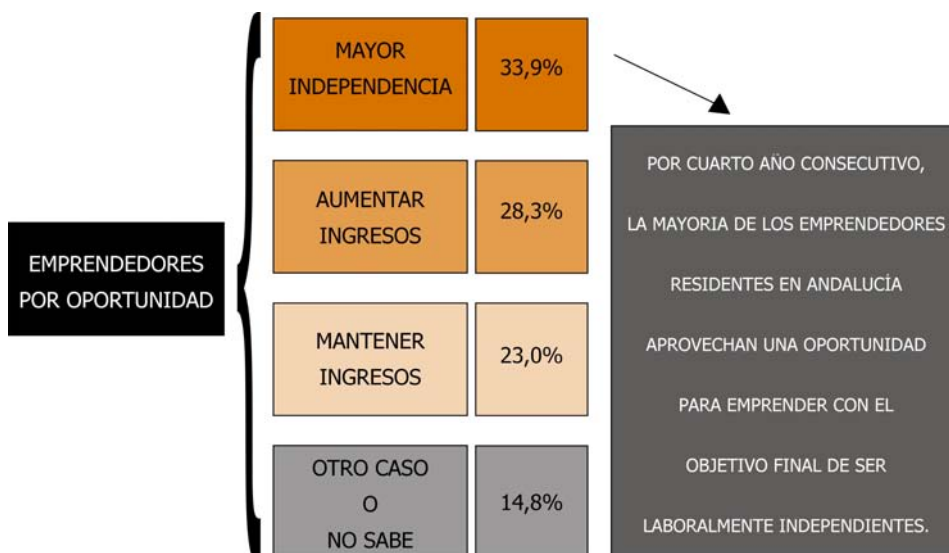 EMPRENDEDORES
POR OPORTUNIDAD
MAYOR
INDEPENDENCIA
33,9%
AUMENTAR
INGRESOS
28,3%
MANTENER
INGRESOS
23,0%
OTRO CASO
O
NO SABE
14,8%
POR CUARTO AÑO CONSECUTIVO,
LA MAYORIA DE LOS EMPRENDEDORES
RESIDENTES EN ANDALUCÍA
APROVECHAN UNA OPORTUNIDAD
PARA EMPRENDER CON EL
OBJETIVO FINAL DE SER
LABORALMENTE INDEPENDIENTES.